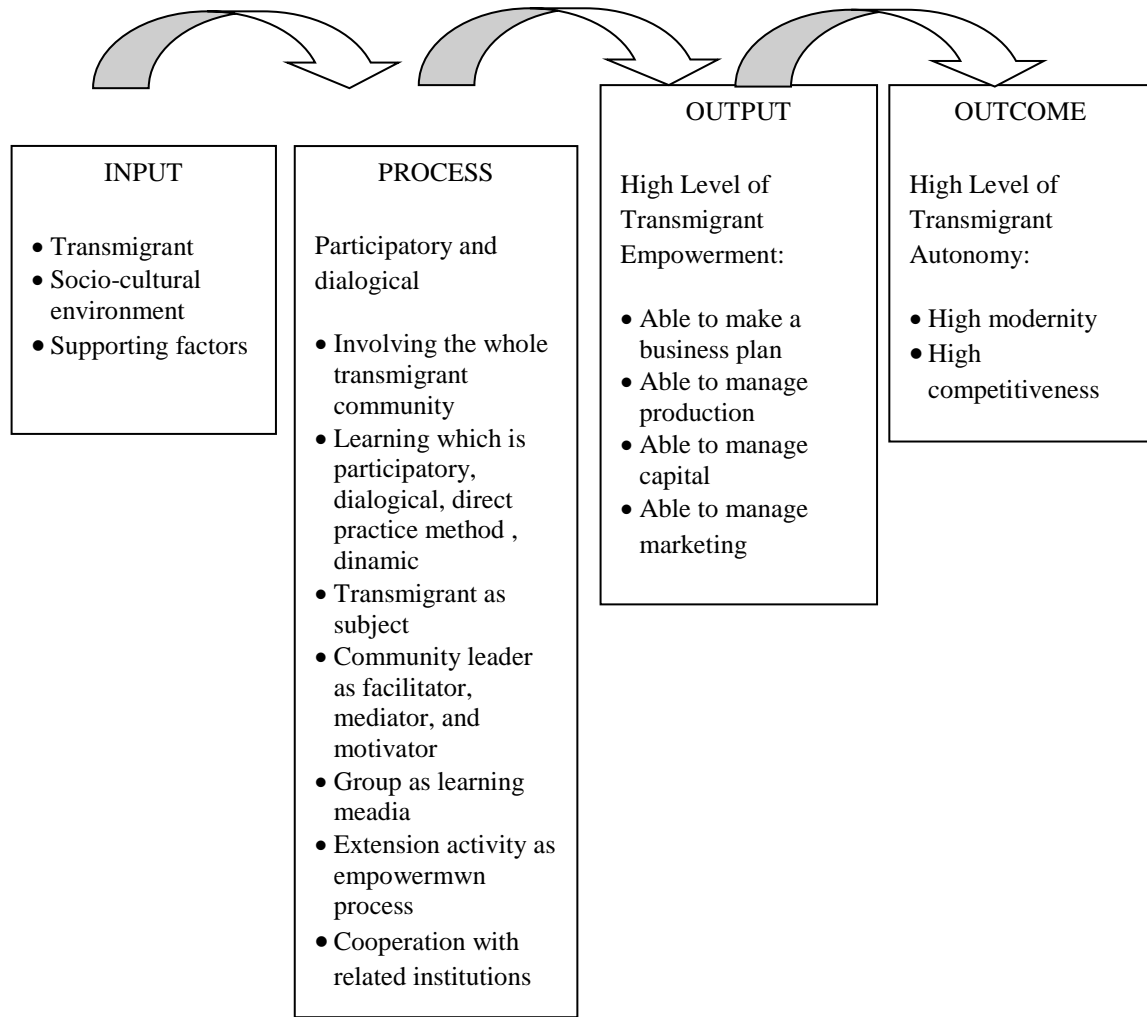 INPUT
• Transmigrant
• Socio-cultural
environment
• Supporting factors
PROCESS
Participatory and
dialogical
• Involving the whole
transmigrant
community
• Learning which is
participatory,
dialogical, direct
practice method ,
dinamic
• Transmigrant as
subject
• Community leader
as facilitator,
mediator, and
motivator
• Group as learning
meadia
• Extension activity as
empowermwn
process
• Cooperation with
related institutions
OUTPUT
High Level of
Transmigrant
Empowerment:
• Able to make a
business plan
• Able to manage
production
• Able to manage
capital
• Able to manage
marketing
OUTCOME
High Level of
Transmigrant
Autonomy:
• High modernity
• High
competitiveness